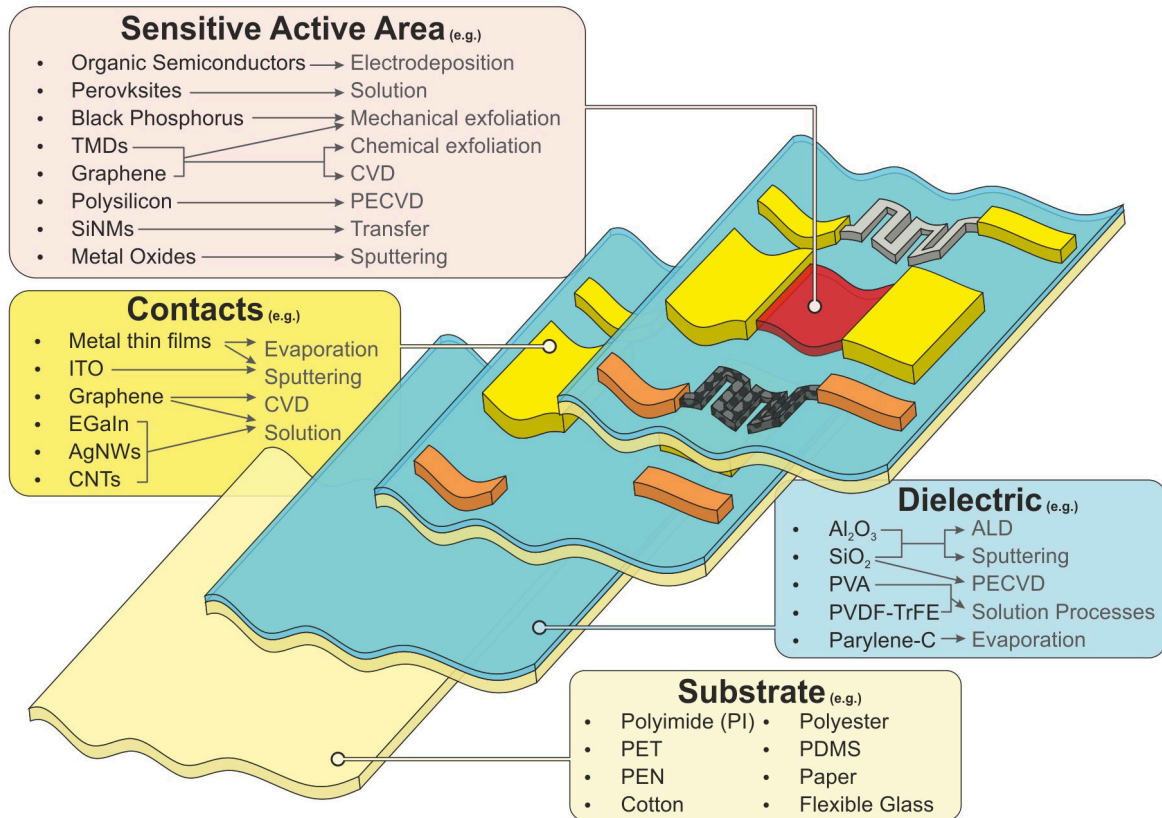 Sensitive Active Area (e.g.)
• Organic Semiconductors Electrodeposition
• Perovksites Solution
• Black Phosphorus Mechanical exfoliation
• TMDs Chemical exfoliation
• Graphene CVD
• Polysilicon PECVD
• SiNMs Transfer
• Metal Oxides Sputtering
Contacts (e.g.)
• Metal thin films Evaporation
• ITO Sputtering
• Graphene CVD
• EGaIn Solution
• AgNWs
• CNTs
Dielectric (e.g.)
• Al₂O₃ ALD
• SiO₂ Sputtering
• PVA PECVD
• PVDF-TrFE Solution Processes
• Parylene-C Evaporation
Substrate (e.g.)
• Polyimide (PI) • Polyester
• PET • PDMS
• PEN • Paper
• Cotton • Flexible Glass